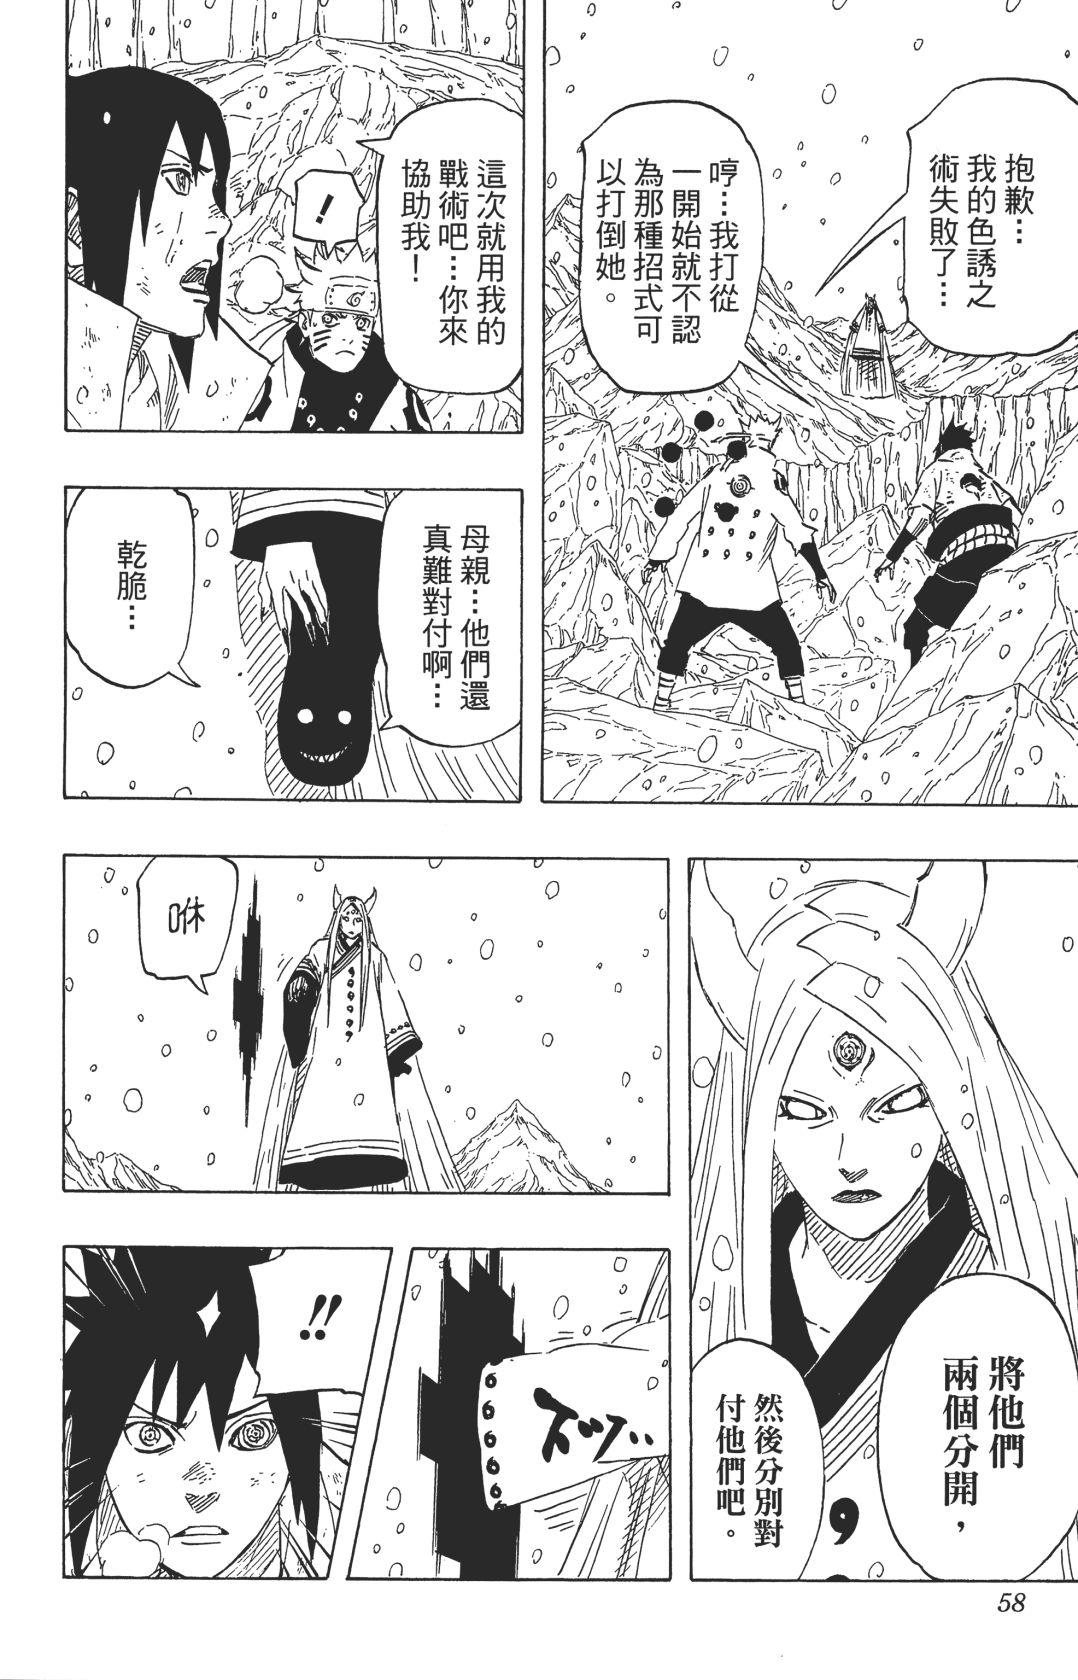 抱歉…
我的色誘之
術失敗了…
哼…我打從
一開始就不認
為那種招式可
以打倒她。
！
這次就用我的
戰術吧…你來
協助我！
母親…他們還
真難對付啊…
乾脆…
將他們
兩個分開，
然後分別對
付他們吧。
咻
ズッ
!!
58